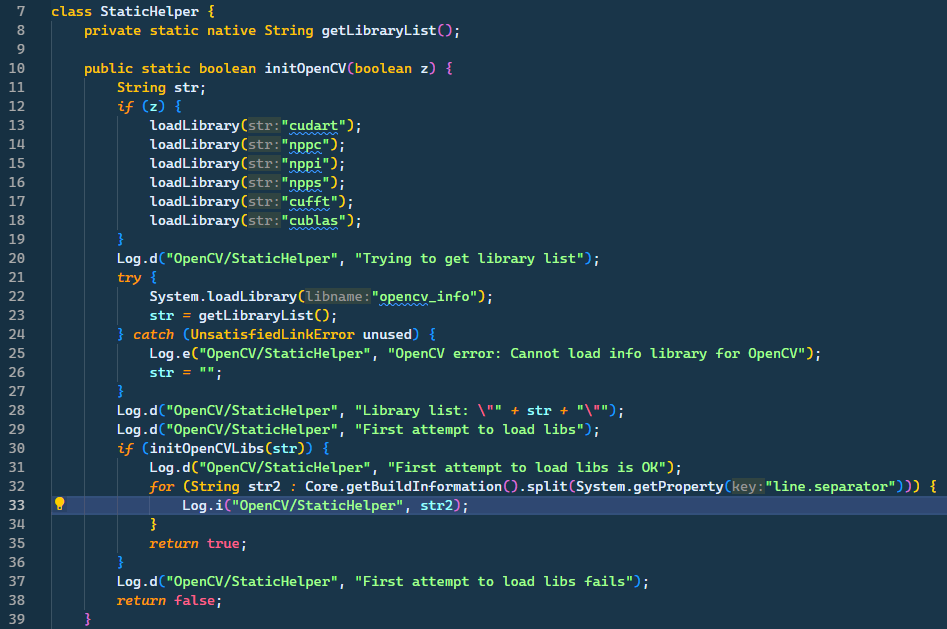 7 class StaticHelper {
8     private static native String getLibraryList();
9
10     public static boolean initOpenCV(boolean z) {
11         String str;
12         if (z) {
13             loadLibrary(str:"cudart");
14             loadLibrary(str:"nppc");
15             loadLibrary(str:"nppi");
16             loadLibrary(str:"npps");
17             loadLibrary(str:"cufft");
18             loadLibrary(str:"cublas");
19         }
20         Log.d("OpenCV/StaticHelper", "Trying to get library list");
21         try {
22             System.loadLibrary(libname:"opencv_info");
23             str = getLibraryList();
24         } catch (UnsatisfiedLinkError unused) {
25             Log.e("OpenCV/StaticHelper", "OpenCV error: Cannot load info library for OpenCV");
26             str = "";
27         }
28         Log.d("OpenCV/StaticHelper", "Library list: \"" + str + "\"");
29         Log.d("OpenCV/StaticHelper", "First attempt to load libs");
30         if (initOpenCVLibs(str)) {
31             Log.d("OpenCV/StaticHelper", "First attempt to load libs is OK");
32             for (String str2 : Core.getBuildInformation().split(System.getProperty(key:"line.separator"))) {
33                 Log.i("OpenCV/StaticHelper", str2);
34             }
35             return true;
36         }
37         Log.d("OpenCV/StaticHelper", "First attempt to load libs fails");
38         return false;
39     }